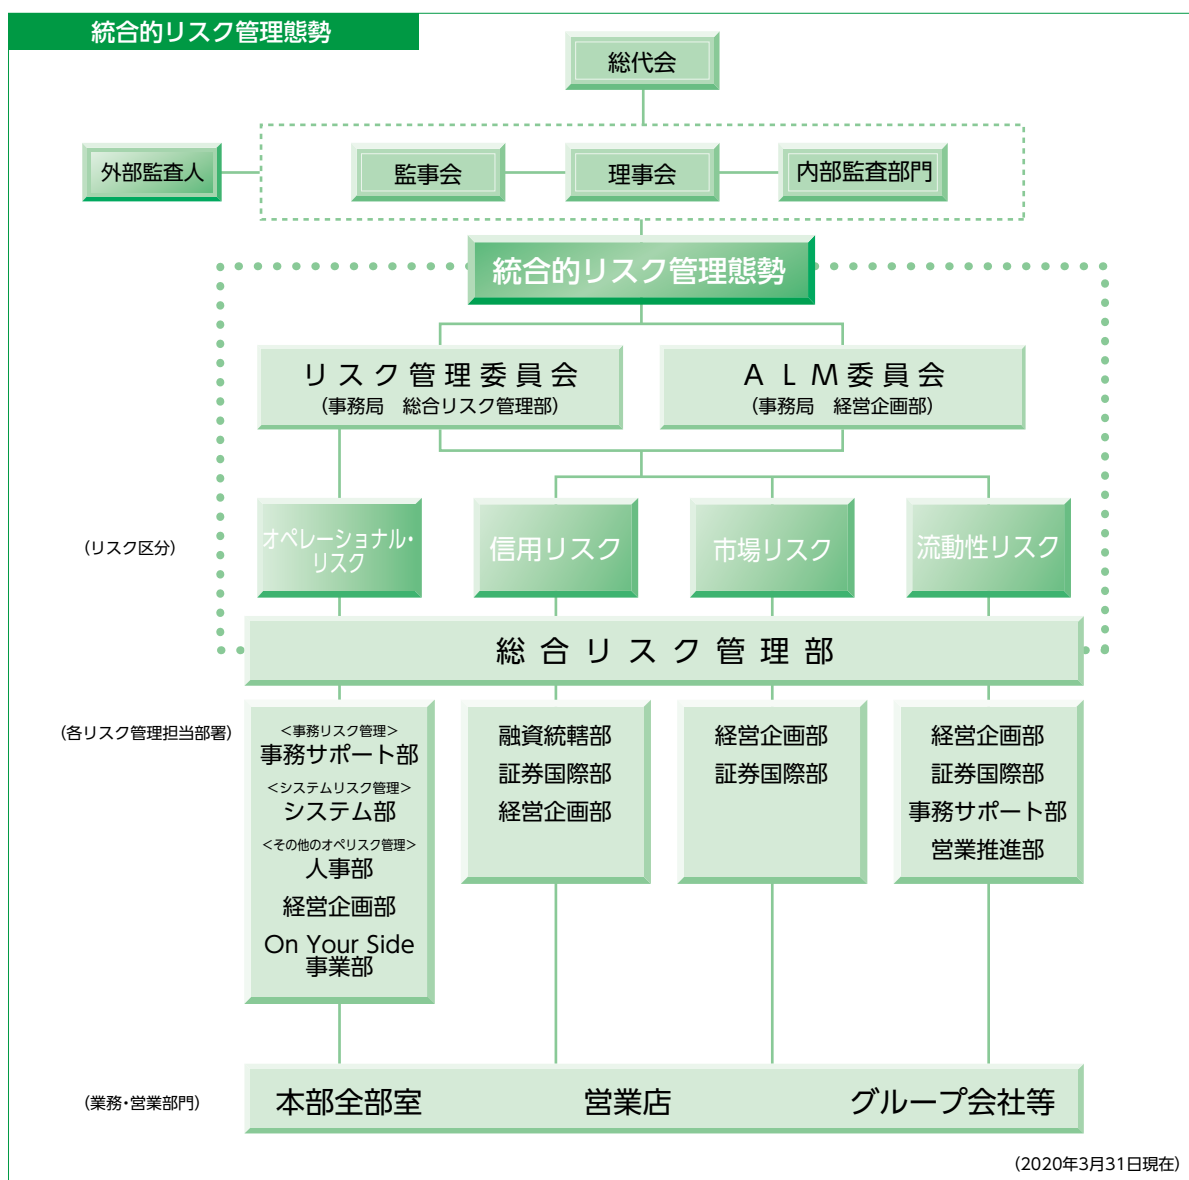 統合的リスク管理態勢
総代会
外部監査人
監事会
理事会
内部監査部門
統合的リスク管理態勢
リスク管理委員会
(事務局 総合リスク管理部)
ALM委員会
(事務局 経営企画部)
(リスク区分)
オペレーショナル・
リスク
信用リスク
市場リスク
流動性リスク
総合リスク管理部
(各リスク管理担当部署)
<事務リスク管理>
事務サポート部
<システムリスク管理>
システム部
<その他のオペリスク管理>
人事部
経営企画部
On Your Side
事業部
融資統轄部
証券国際部
経営企画部
経営企画部
証券国際部
経営企画部
証券国際部
事務サポート部
営業推進部
(業務・営業部門)
本部全部室
営業店
グループ会社等
(2020年3月31日現在)